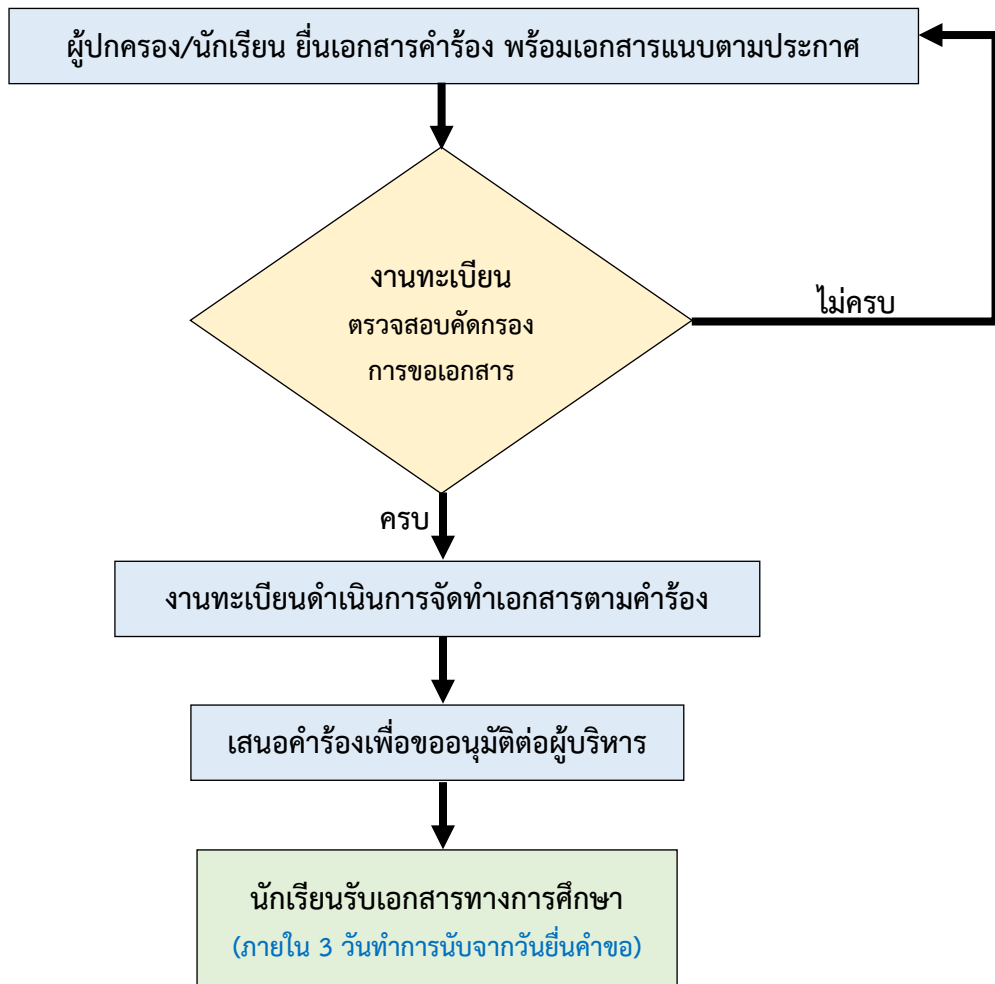 ผู้ปกครอง/นักเรียน ยื่นเอกสารคำร้อง พร้อมเอกสารแนบตามประกาศ
งานทะเบียน
ตรวจสอบคัดกรอง
การขอเอกสาร
ไม่ครบ
ครบ
งานทะเบียนดำเนินการจัดทำเอกสารตามคำร้อง
เสนอคำร้องเพื่อขออนุมัติต่อผู้บริหาร
นักเรียนรับเอกสารทางการศึกษา
(ภายใน 3 วันทำการนับจากวันยื่นคำขอ)